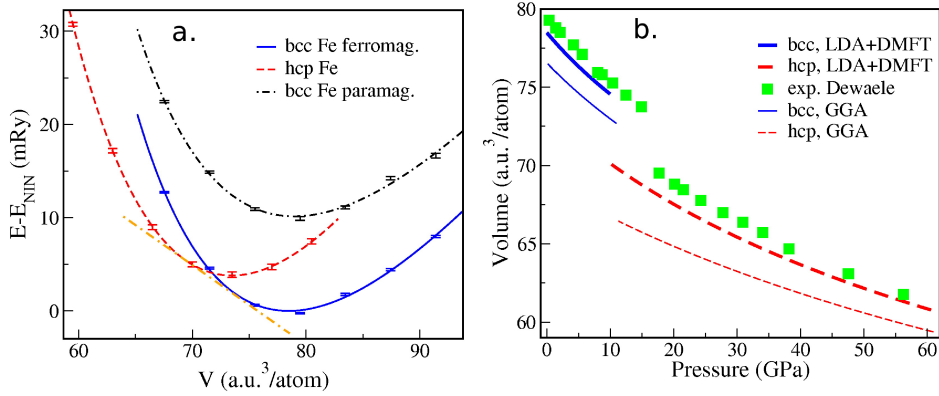 a.
bcc Fe ferromag.
hcp Fe
bcc Fe paramag.
E-E_NIN (mRy)
30
20
10
0
60
70
80
90
V (a.u.³/atom)
b.
bcc, LDA+DMFT
hcp, LDA+DMFT
exp. Dewaele
bcc, GGA
hcp, GGA
Volume (a.u.³/atom)
80
75
70
65
60
0
10
20
30
40
50
60
Pressure (GPa)